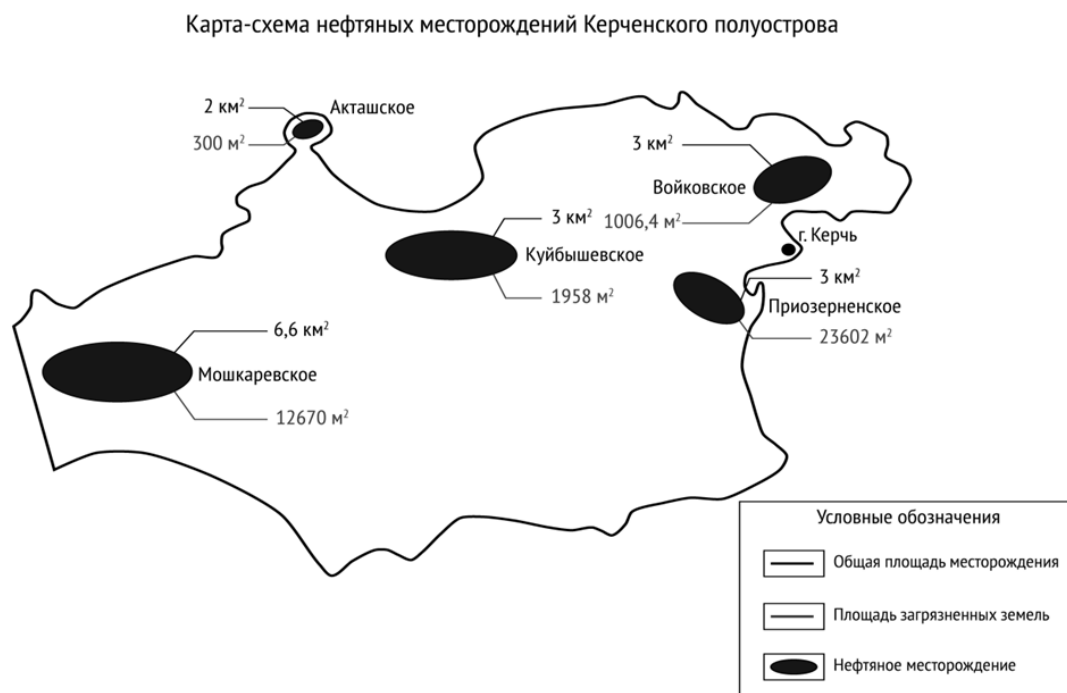 Карта-схема нефтяных месторождений Керченского полуострова
2 км²
Акташское
300 м²
3 км²
Войковское
1006,4 м²
3 км²
Куйбышевское
1958 м²
г. Керчь
3 км²
Приозерненское
23602 м²
6,6 км²
Мошкаревское
12670 м²
Условные обозначения
Общая площадь месторождения
Площадь загрязненных земель
Нефтяное месторождение